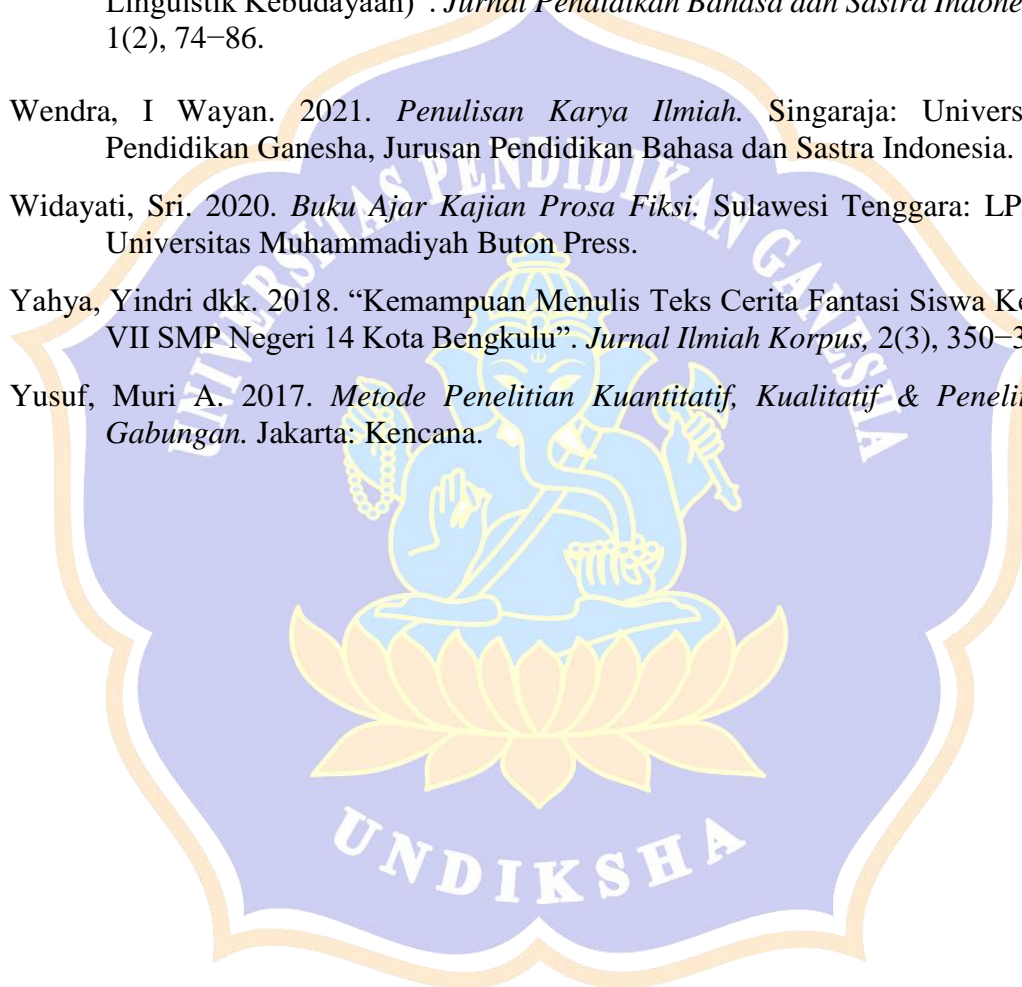 Linguistik Kebudayaan)”. Jurnal Pendidikan Bahasa dan Sastra Indone
1(2), 74−86.
Wendra, I Wayan. 2021. Penulisan Karya Ilmiah. Singaraja: Univers
Pendidikan Ganesha, Jurusan Pendidikan Bahasa dan Sastra Indonesia.
Widayati, Sri. 2020. Buku Ajar Kajian Prosa Fiksi. Sulawesi Tenggara: LP
Universitas Muhammadiyah Buton Press.
Yahya, Yindri dkk. 2018. “Kemampuan Menulis Teks Cerita Fantasi Siswa Ke
VII SMP Negeri 14 Kota Bengkulu”. Jurnal Ilmiah Korpus, 2(3), 350−3
Yusuf, Muri A. 2017. Metode Penelitian Kuantitatif, Kualitatif & Penelit
Gabungan. Jakarta: Kencana.
UNIVERSITAS PENDIDIKAN GANESHA
UNDIKSHA